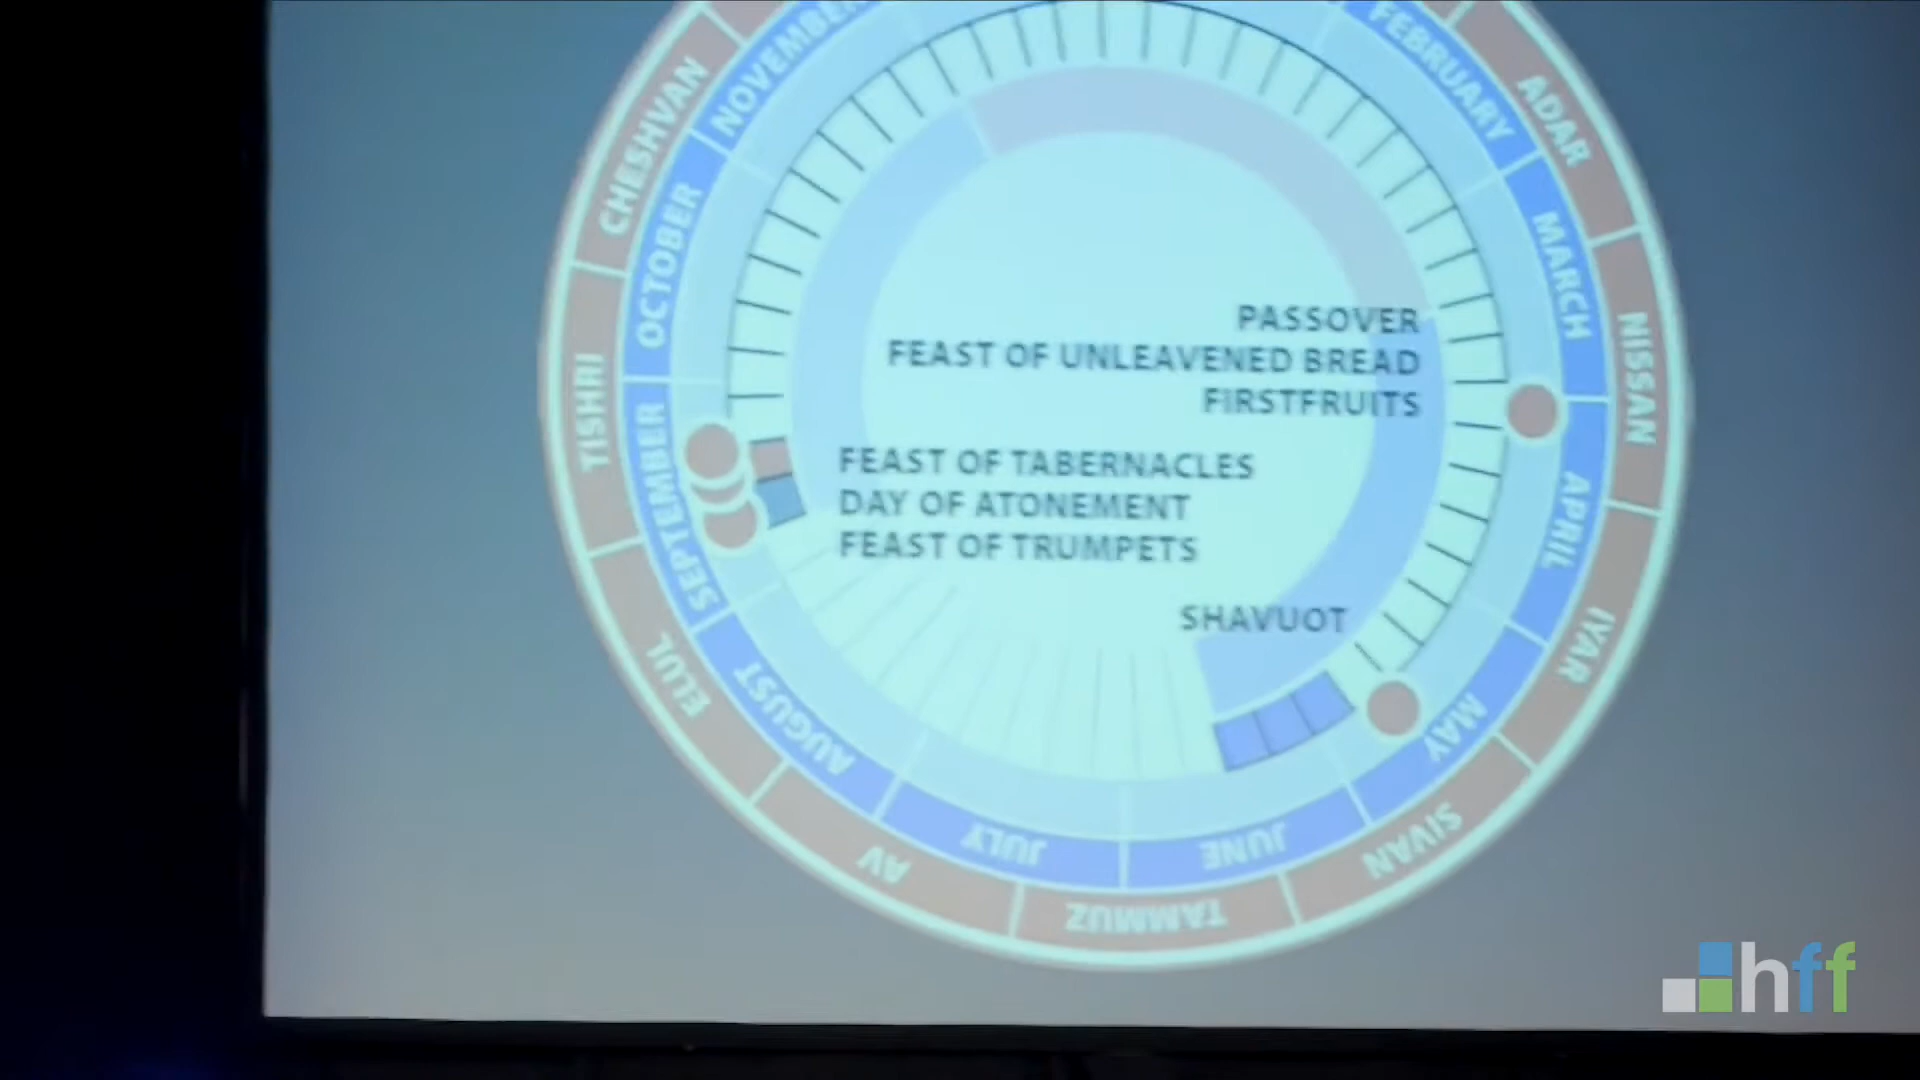 CHESHVAN
NOVEMBER
FEBRUARY
ADAR
OCTOBER
MARCH
NISSAN
TISHRI
SEPTEMBER
APRIL
PASSOVER
FEAST OF UNLEAVENED BREAD
FIRSTFRUITS
FEAST OF TABERNACLES
DAY OF ATONEMENT
FEAST OF TRUMPETS
SHAVUOT
IYAR
ELUL
AUGUST
MAY
JULY
JUNE
SIVAN
AV
TAMMUZ
hff